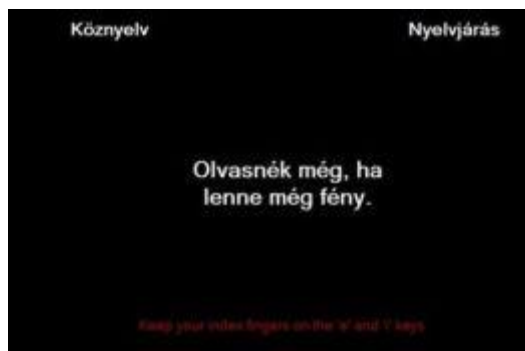 Köznyelv
Nyelvjárás
Olvasnék még, ha
lenne még fény.
Keep your index fingers on the 'e' and 'i' keys